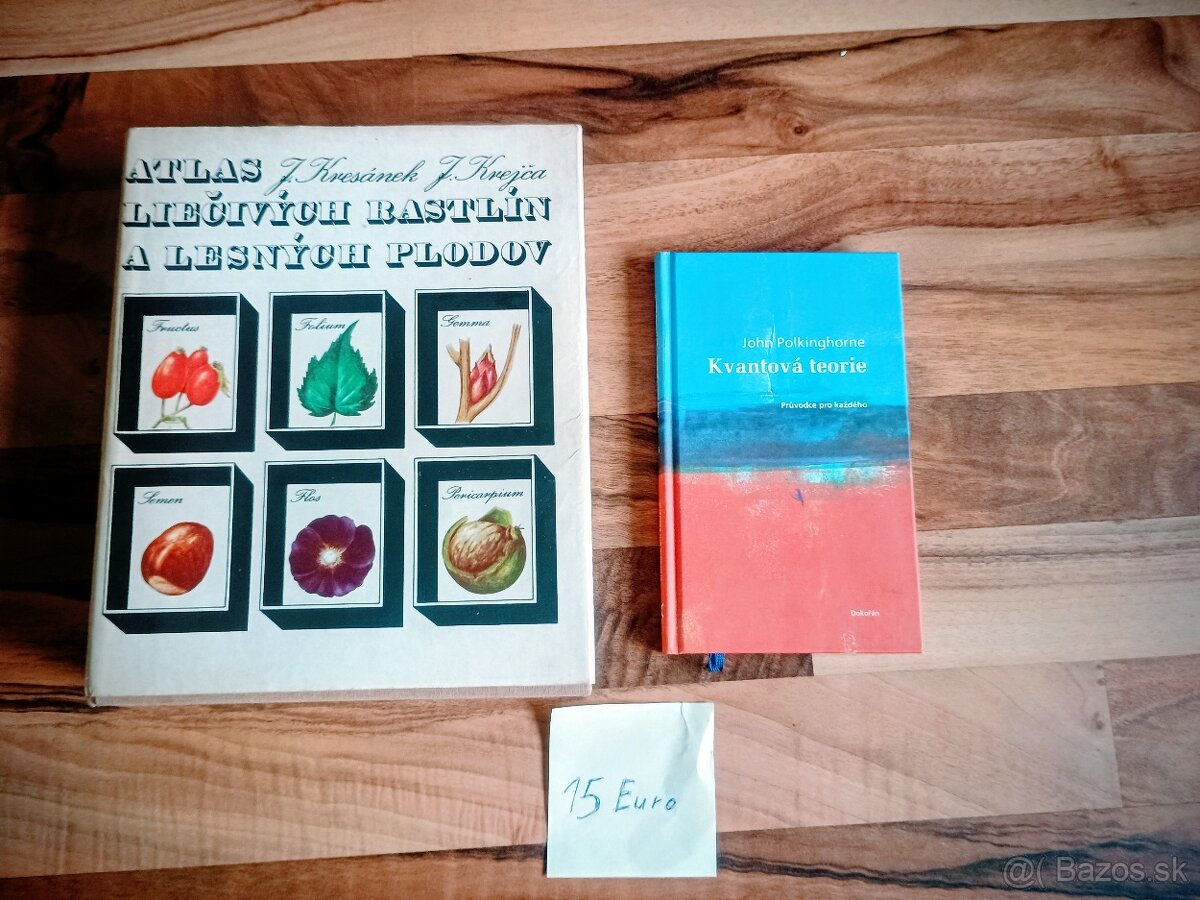 ATLAS J. Kresánek J. Krejča
LIEČIVÝCH RASTLÍN
A LESNÝCH PLODOV
Fructus
Folium
Gemma
Semen
Flos
Pericarpium
John Polkinghorne
Kvantová teorie
Průvodce pro každého
Dokořán
15 Euro
@( Bazos.sk